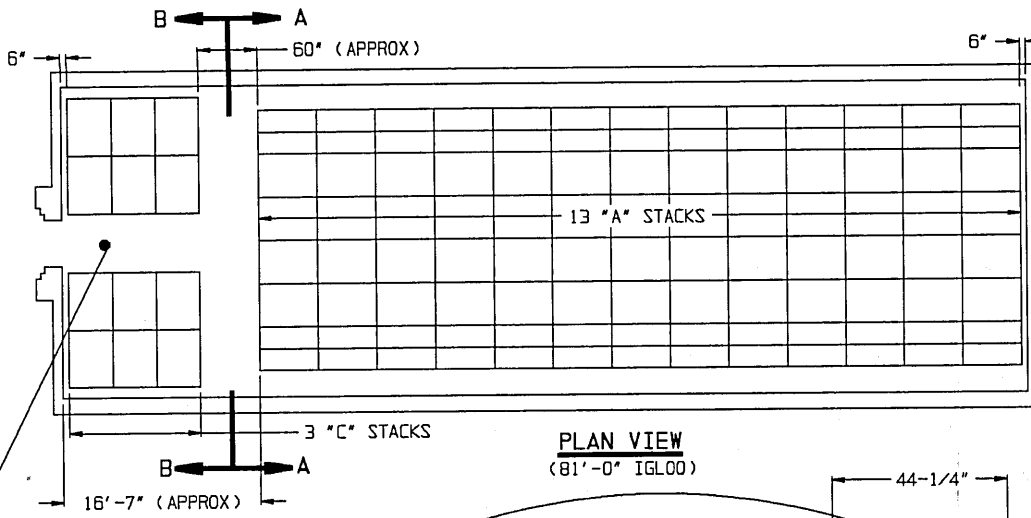 B A
6" 60" (APPROX) 6"
13 "A" STACKS
3 "C" STACKS
PLAN VIEW
(81'-0" IGLOO)
B A
16'-7" (APPROX)
44-1/4"